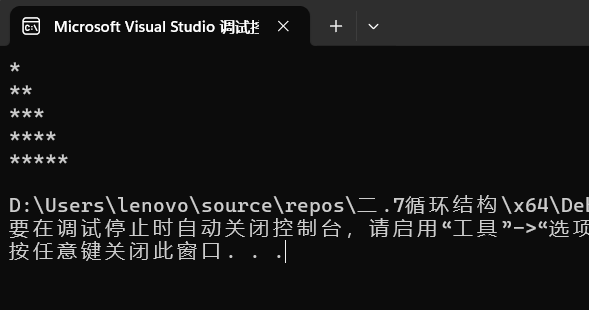 Microsoft Visual Studio 调试
*
**
***
****
*****
D:\Users\lenovo\source\repos\二.7循环结构\x64\De
要在调试停止时自动关闭控制台，请启用“工具”->“选项
按任意键关闭此窗口. . .